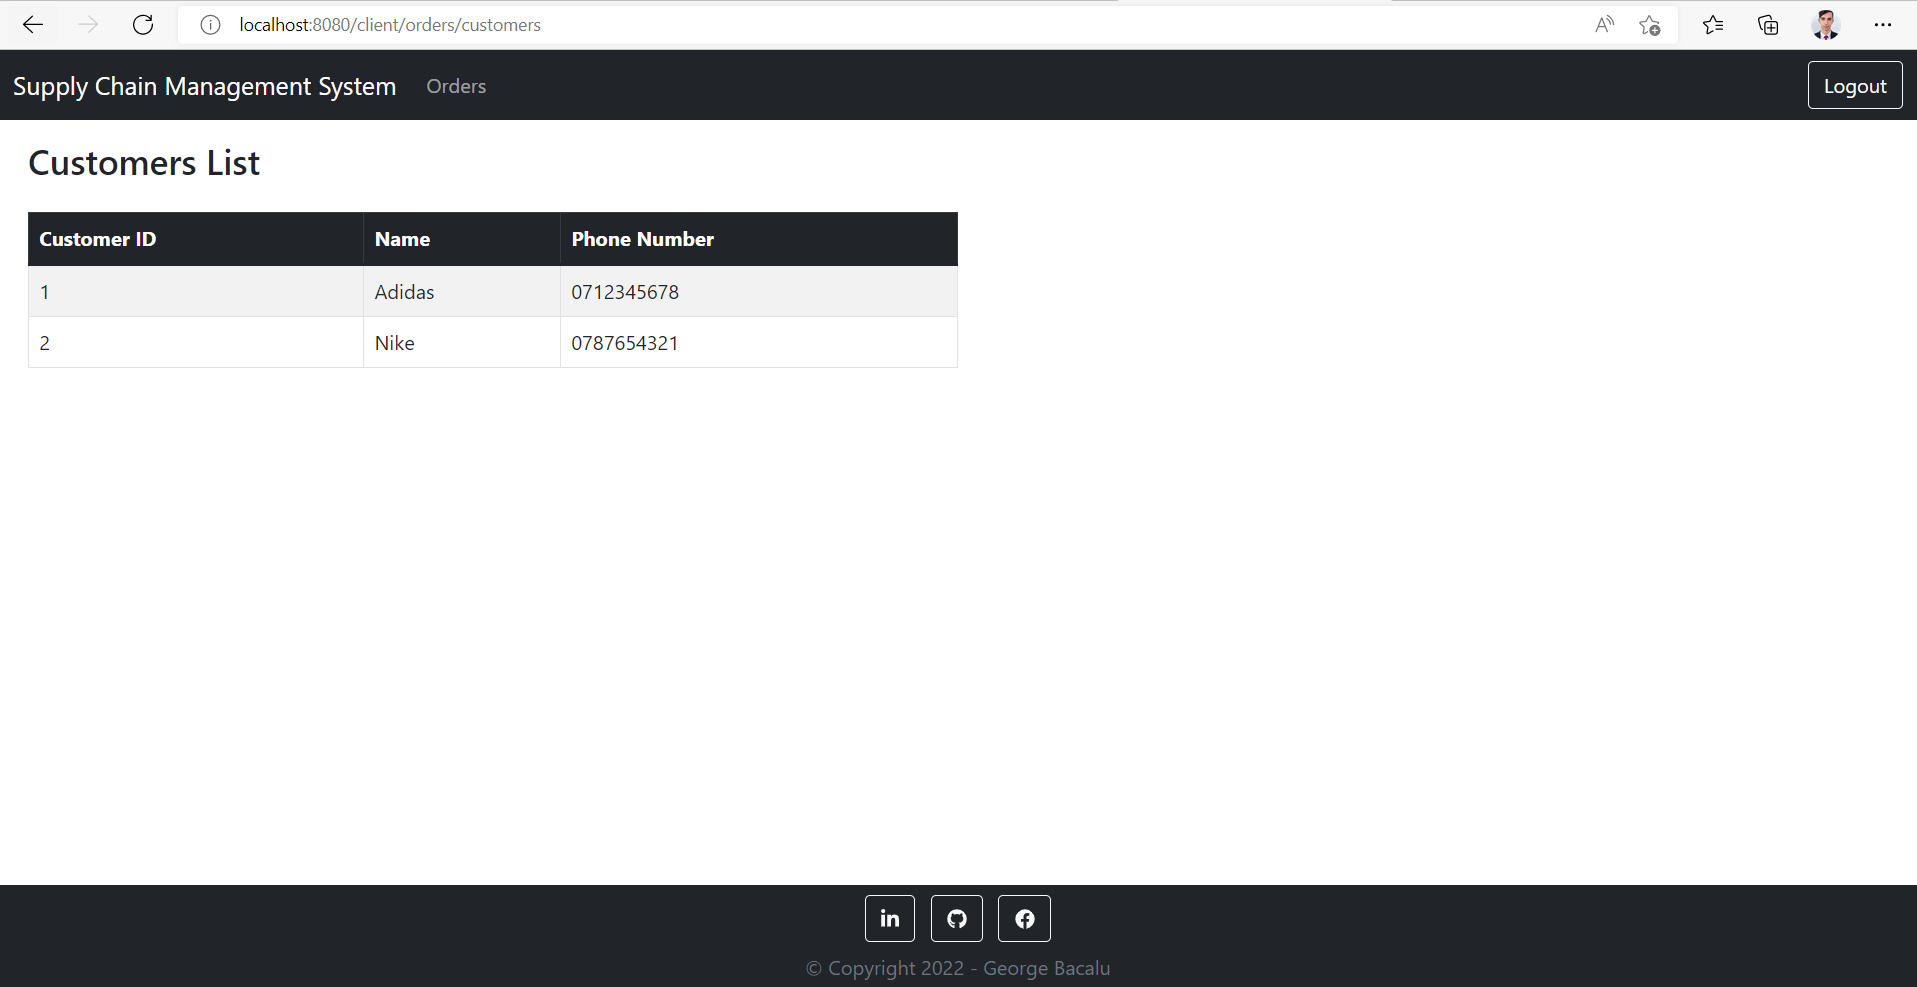 localhost:8080/client/orders/customers
Supply Chain Management System Orders Logout
Customers List
Customer ID Name Phone Number
1 Adidas 0712345678
2 Nike 0787654321
© Copyright 2022 - George Bacalu